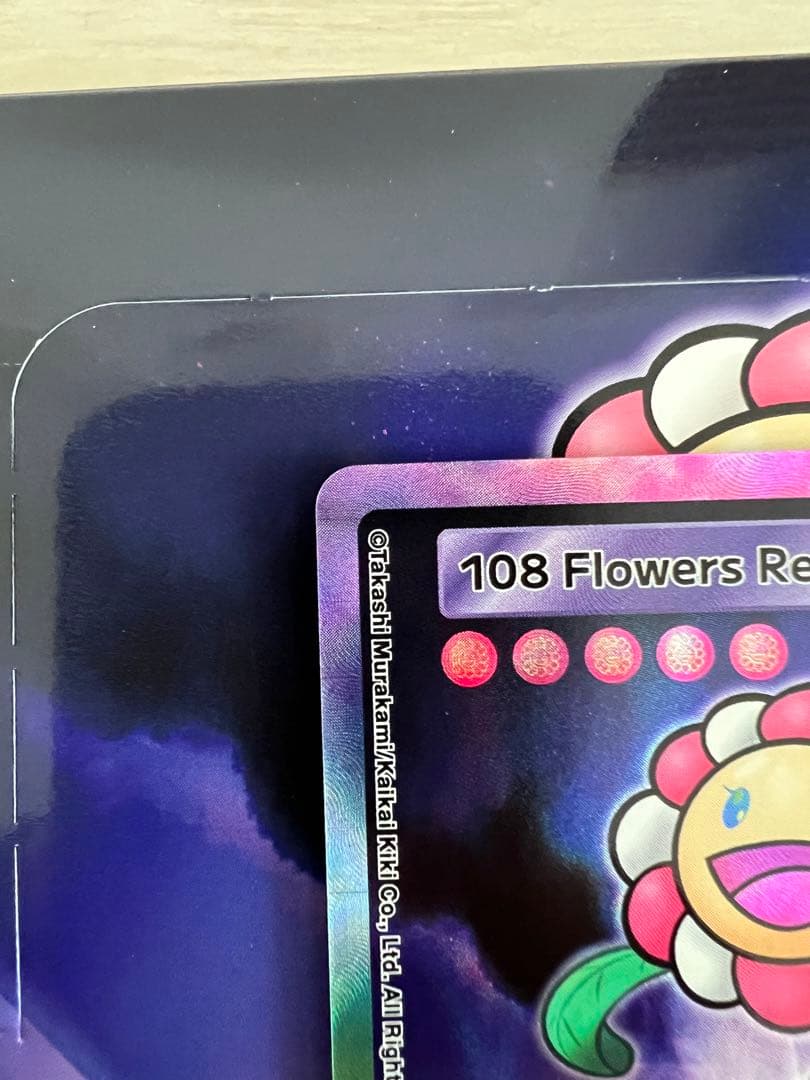 108 Flowers Re
©Takashi Murakami/Kaikai Kiki Co., Ltd. All Right